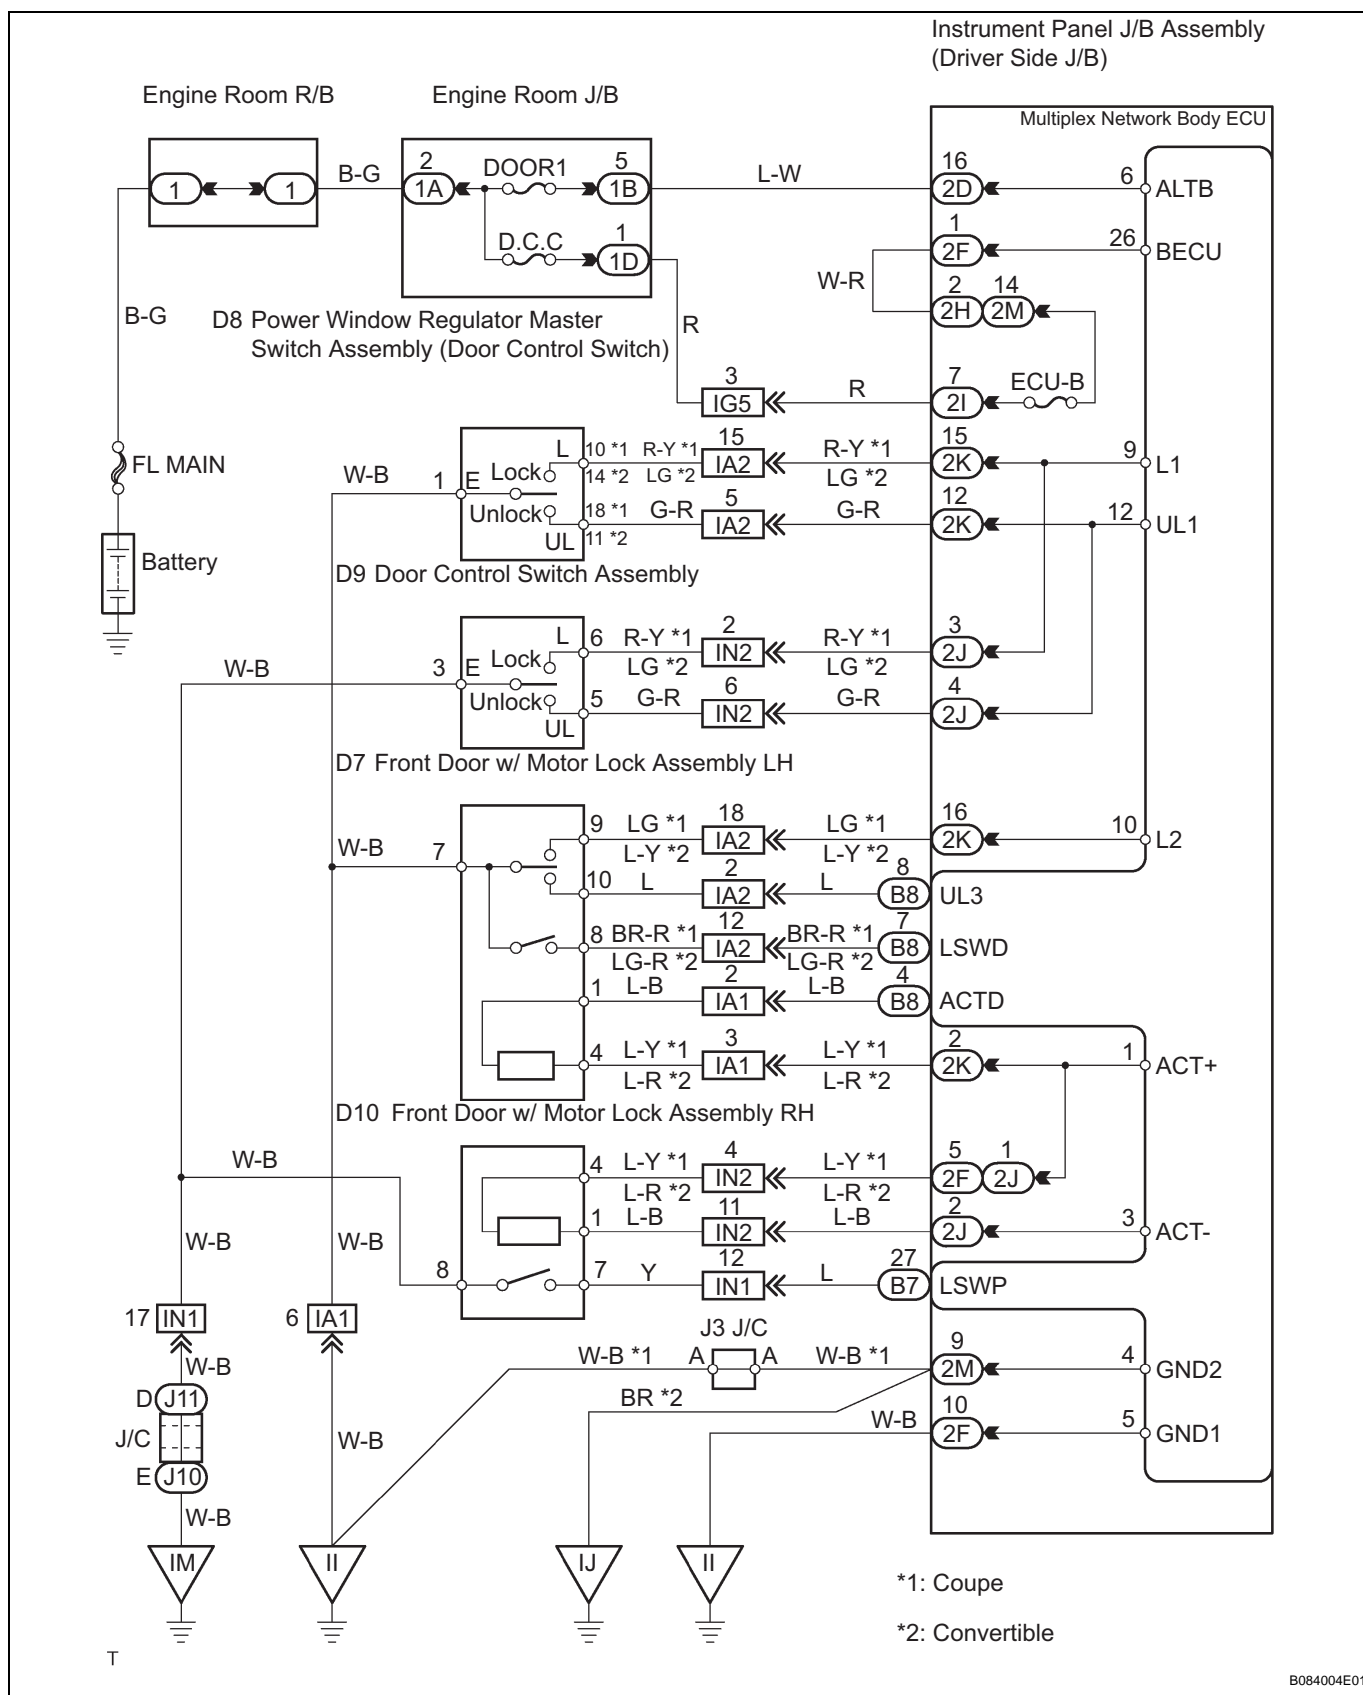 Instrument Panel J/B Assembly
(Driver Side J/B)
Engine Room R/B
Engine Room J/B
Multiplex Network Body ECU
1
1
B-G
2
1A
DOOR1
5
1B
L-W
16
2D
6
ALTB
D.C.C
1
1D
1
2F
26
BECU
W-R
2
2H
14
2M
B-G
D8 Power Window Regulator Master
Switch Assembly (Door Control Switch)
R
3
IG5
R
7
2I
ECU-B
FL MAIN
W-B
1
E
L
Lock
10 *1
14 *2
R-Y *1
LG *2
15
IA2
R-Y *1
LG *2
15
2K
9
L1
Unlock
UL
18 *1
11 *2
G-R
5
IA2
G-R
12
2K
12
UL1
Battery
D9 Door Control Switch Assembly
W-B
3
E
L
Lock
6
R-Y *1
LG *2
2
IN2
R-Y *1
LG *2
3
2J
Unlock
UL
5
G-R
6
IN2
G-R
4
2J
D7 Front Door w/ Motor Lock Assembly LH
W-B
7
9
LG *1
L-Y *2
18
IA2
LG *1
L-Y *2
16
2K
10
L2
10
L
2
IA2
L
8
B8
UL3
8
BR-R *1
LG-R *2
12
IA2
BR-R *1
LG-R *2
7
B8
LSWD
1
L-B
2
IA1
L-B
4
B8
ACTD
4
L-Y *1
L-R *2
3
IA1
L-Y *1
L-R *2
2
2K
1
ACT+
D10 Front Door w/ Motor Lock Assembly RH
W-B
4
L-Y *1
L-R *2
4
IN2
L-Y *1
L-R *2
5
2F
1
2J
1
L-B
11
IN2
L-B
2
2J
3
ACT-
W-B
W-B
8
7
Y
12
IN1
L
27
B7
LSWP
17
IN1
6
IA1
J3 J/C
W-B
W-B *1
A
A
W-B *1
9
2M
4
GND2
D
J11
BR *2
J/C
W-B
W-B
10
2F
5
GND1
E
J10
W-B
IM
II
IJ
II
*1: Coupe
*2: Convertible
T
B084004E01